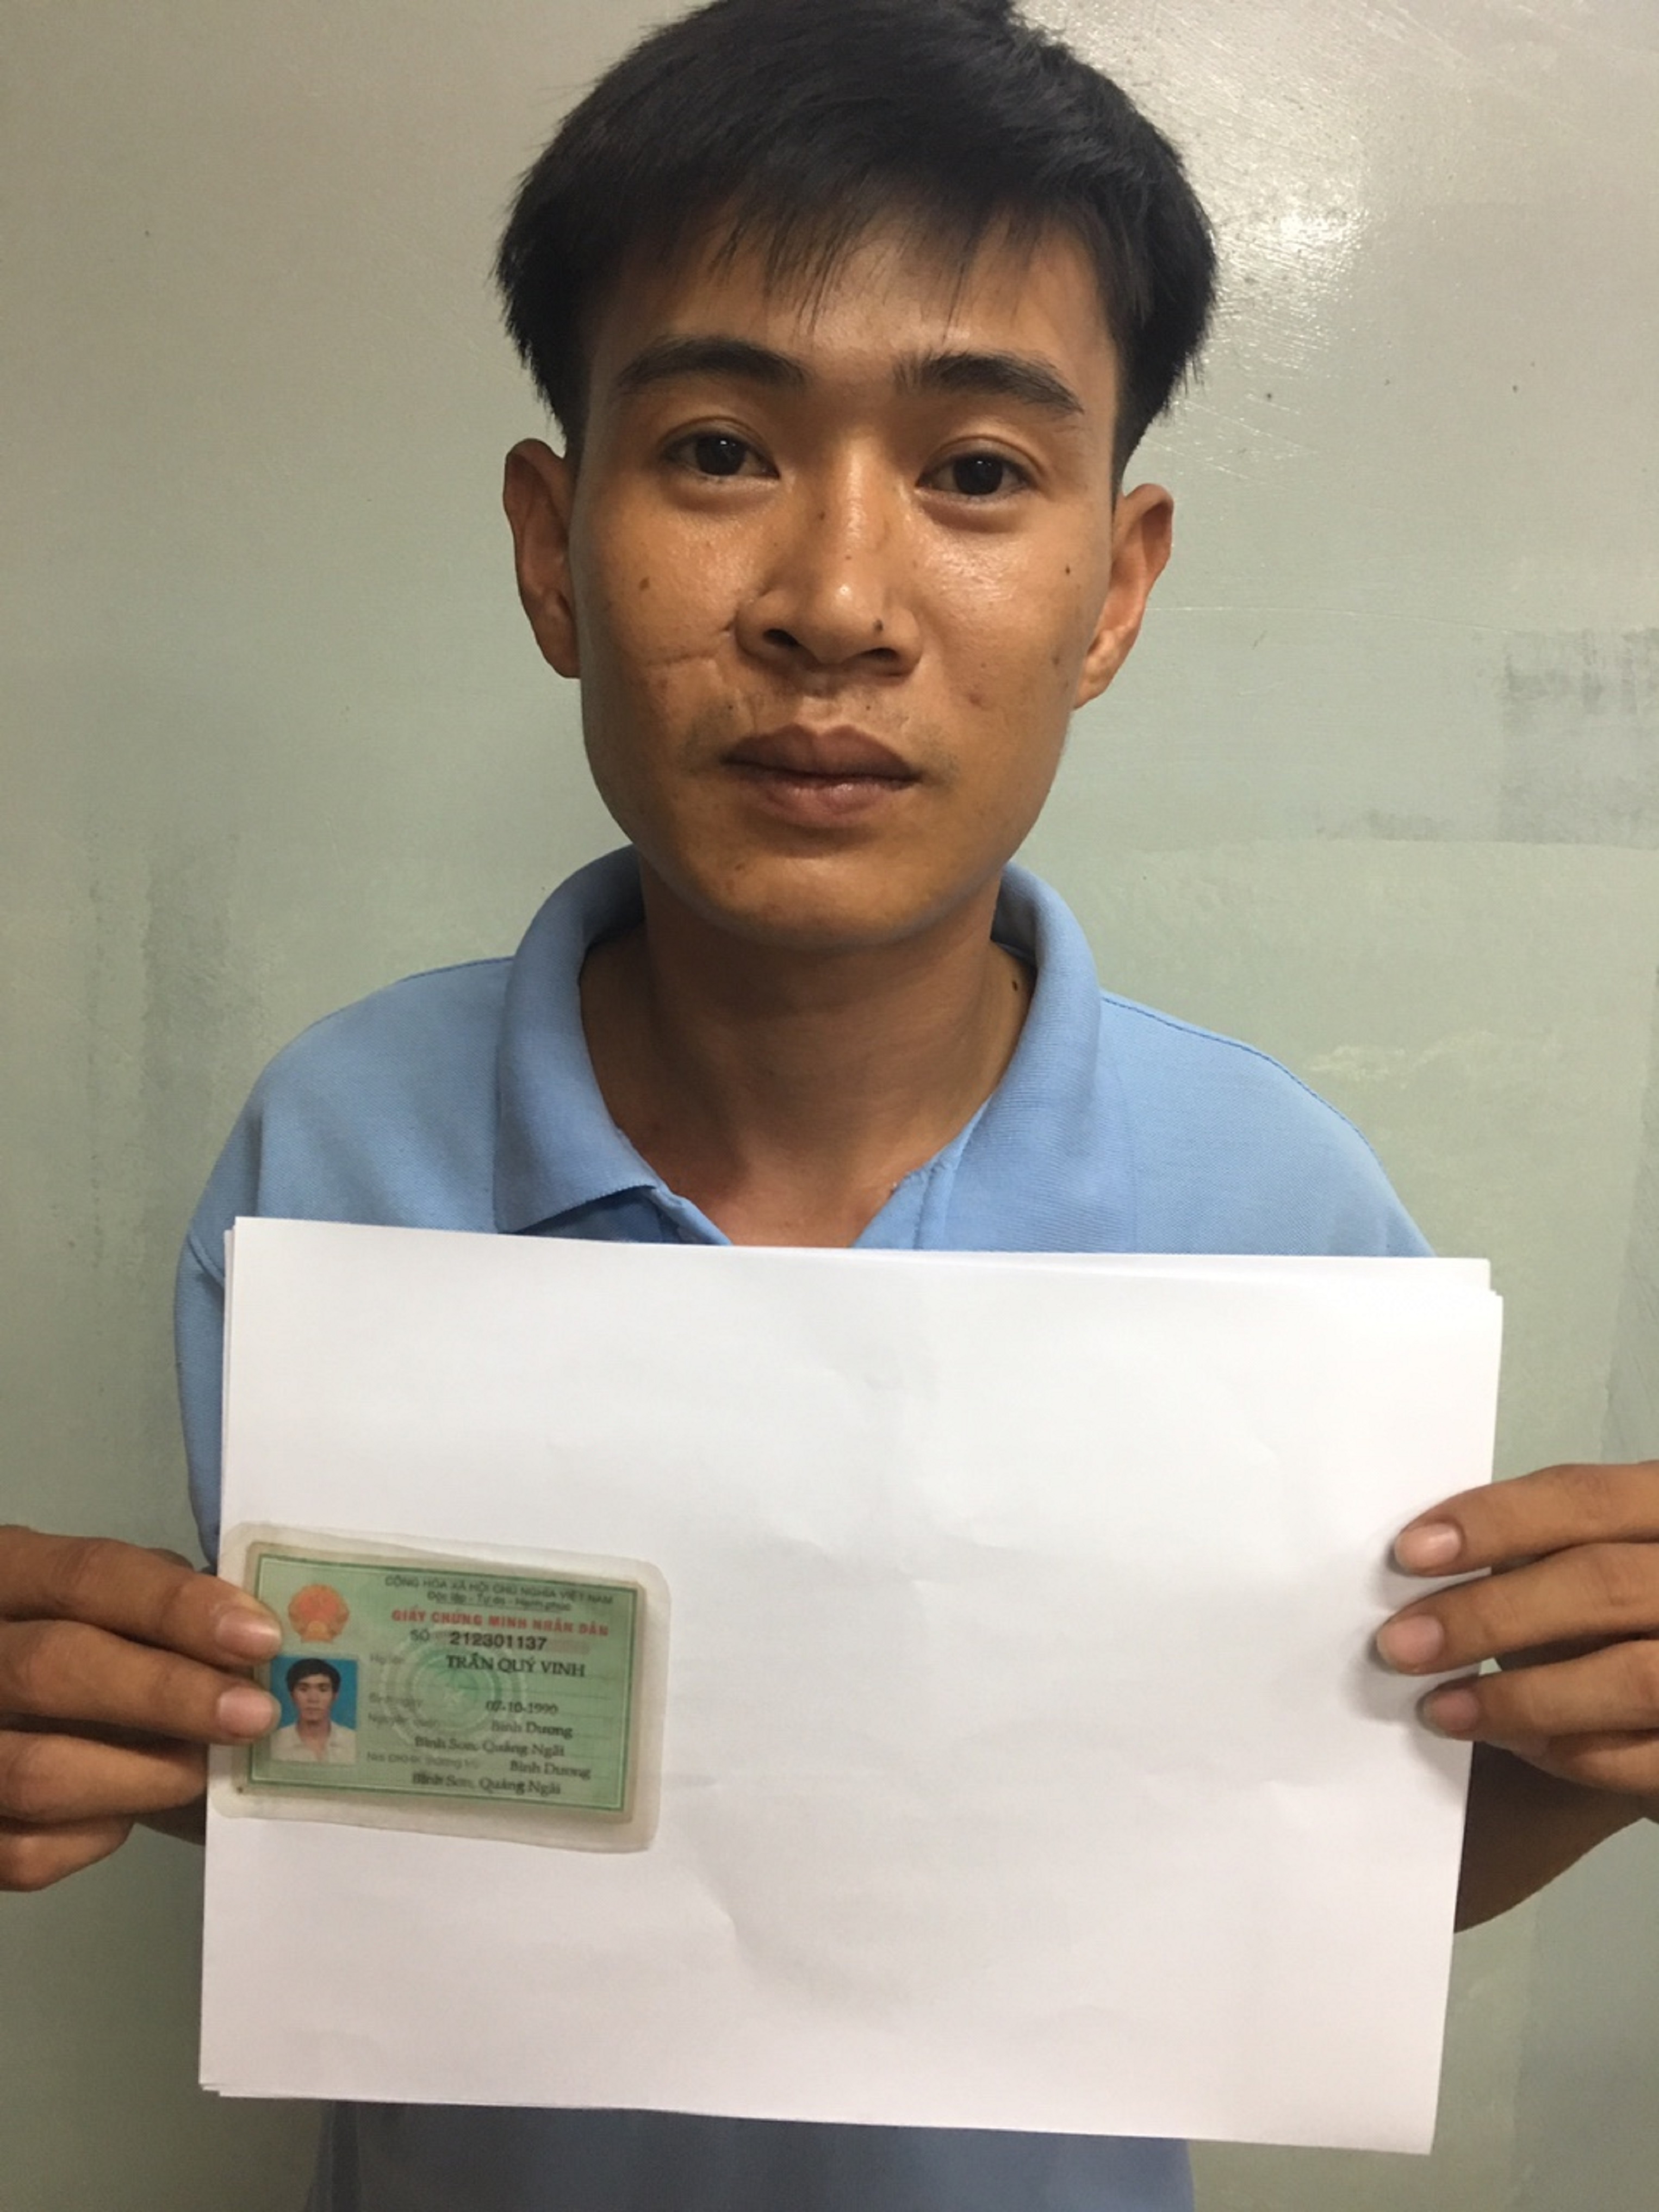 CỘNG HÒA XÃ HỘI CHỦ NGHĨA VIỆT NAM
Độc lập - Tự do - Hạnh phúc
GIẤY CHỨNG MINH NHÂN DÂN
SỐ 212301137
TRẦN QUÝ VINH
Sinh ngày 07-10-1990
Nguyên quán Bình Dương
Bình Sơn, Quảng Ngãi
Nơi ĐKHK thường trú Bình Dương
Bình Sơn, Quảng Ngãi